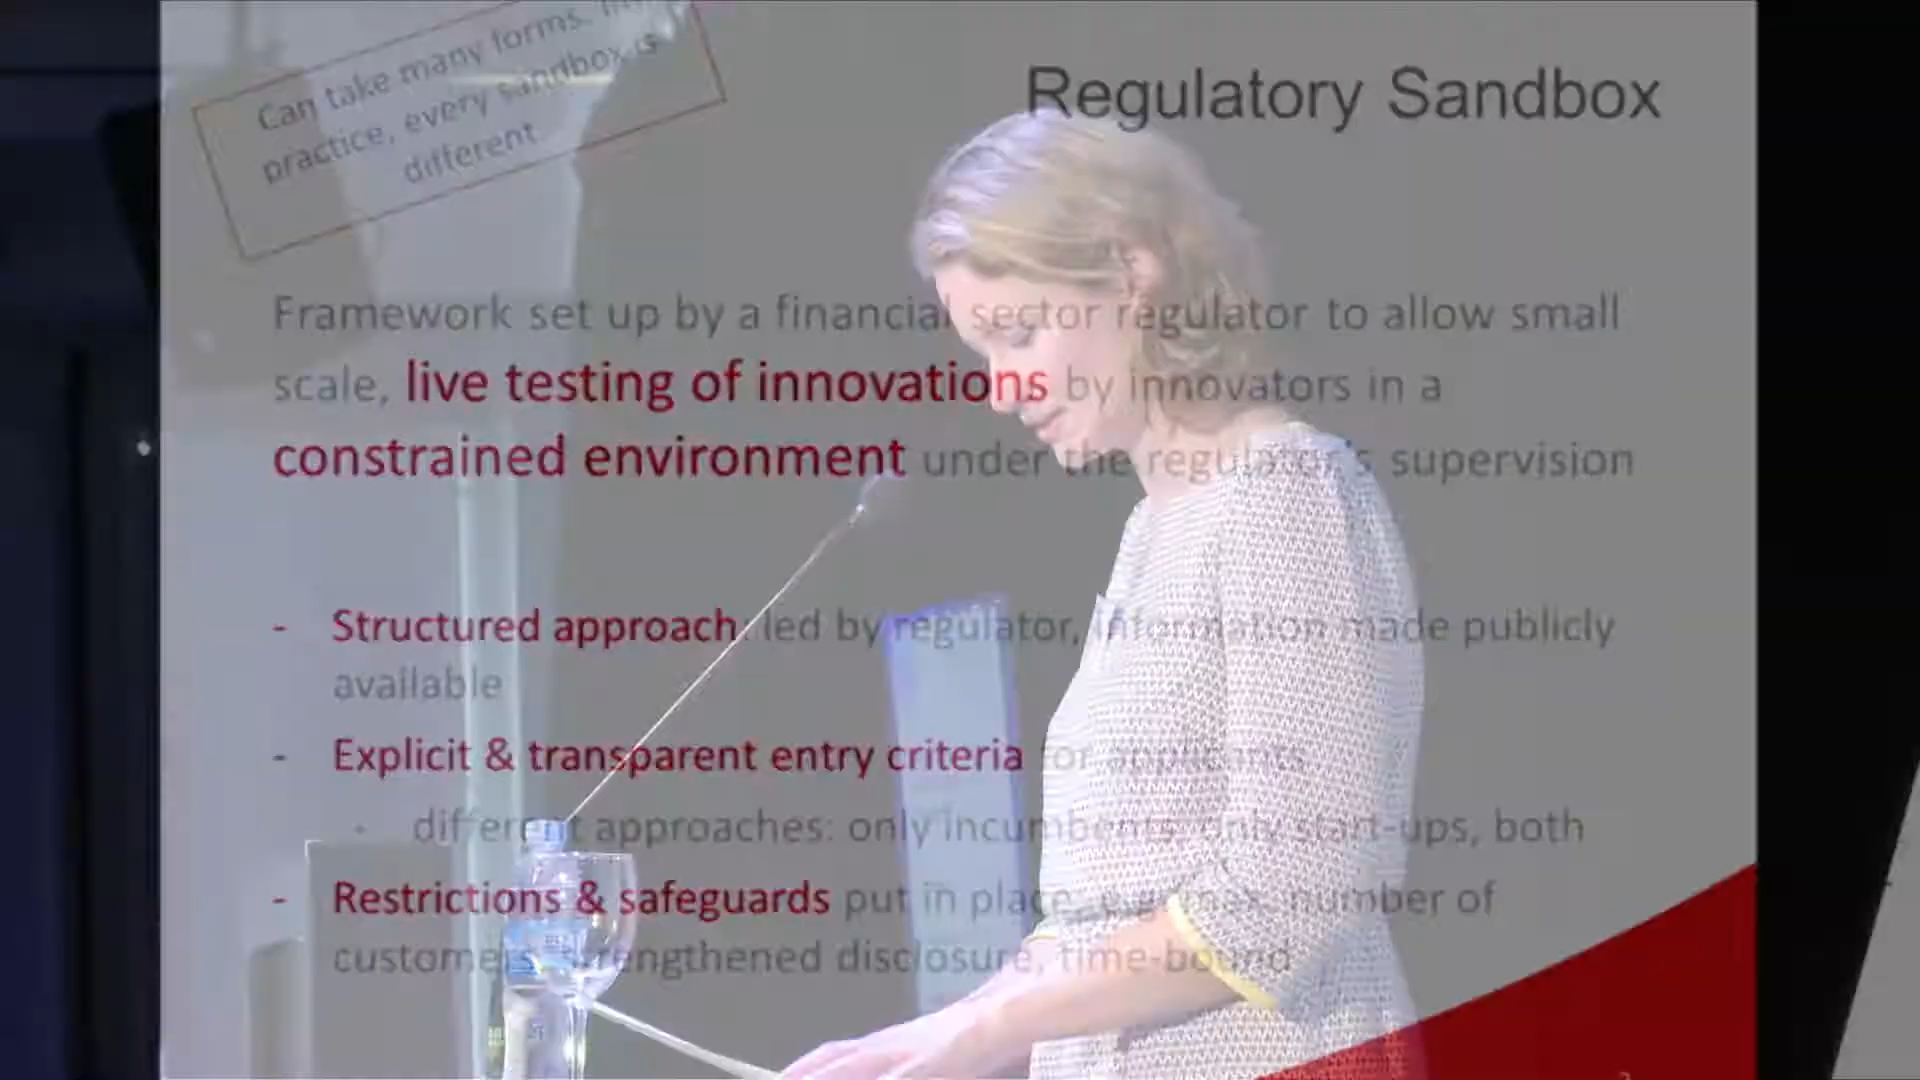 Can take many forms. In
practice, every sandbox is
different.
Regulatory Sandbox
Framework set up by a financial sector regulator to allow small
scale, live testing of innovations by innovators in a
constrained environment under the regulator's supervision
- Structured approach: led by regulator, information made publicly
available
- Explicit & transparent entry criteria for applicants
- different approaches: only incumbents, only start-ups, both
- Restrictions & safeguards put in place, e.g. max. number of
customers, strengthened disclosure, time-bound